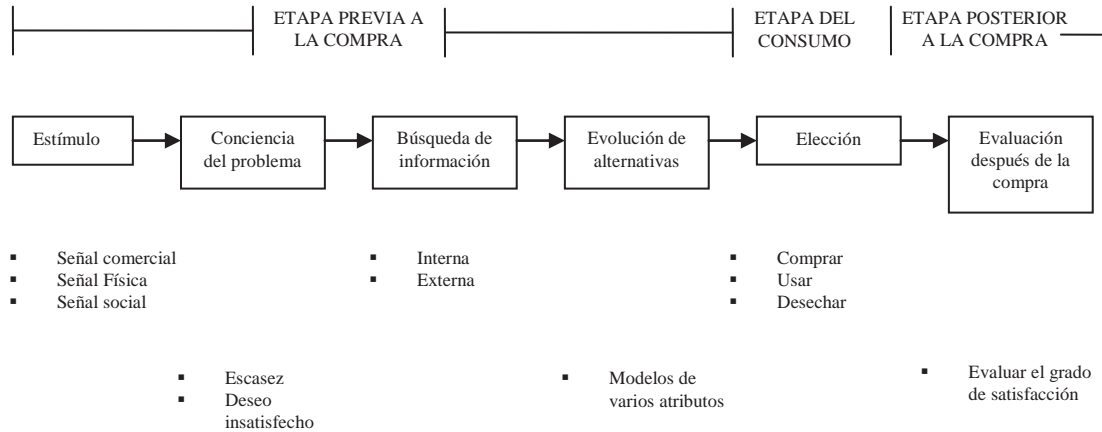 ETAPA PREVIA A
LA COMPRA
ETAPA DEL
CONSUMO
ETAPA POSTERIOR
A LA COMPRA
Estímulo
Conciencia
del problema
Búsqueda de
información
Evolución de
alternativas
Elección
Evaluación
después de la
compra
▪ Señal comercial
▪ Señal Física
▪ Señal social
▪ Interna
▪ Externa
▪ Comprar
▪ Usar
▪ Desechar
▪ Escasez
▪ Deseo
insatisfecho
▪ Modelos de
varios atributos
▪ Evaluar el grado
de satisfacción